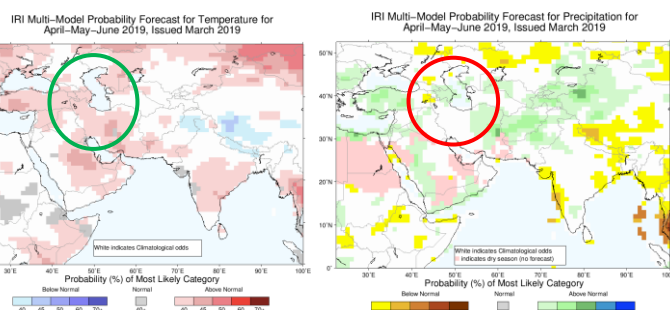 IRI Multi-Model Probability Forecast for Temperature for
April-May-June 2019, Issued March 2019
30°E 40°E 50°E 60°E 70°E 80°E 90°E 100°E
White indicates Climatological odds
Probability (%) of Most Likely Category
Below Normal Normal Above Normal
40 45 50 60 70+ 40+ 40 45 50 60 70+
IRI Multi-Model Probability Forecast for Precipitation for
April-May-June 2019, Issued March 2019
50°N
40°N
30°N
20°N
10°N
0°
30°E 40°E 50°E 60°E 70°E 80°E 90°E 100°E
White indicates Climatological odds
indicates dry season (no forecast)
Probability (%) of Most Likely Category
Below Normal Normal Above Normal